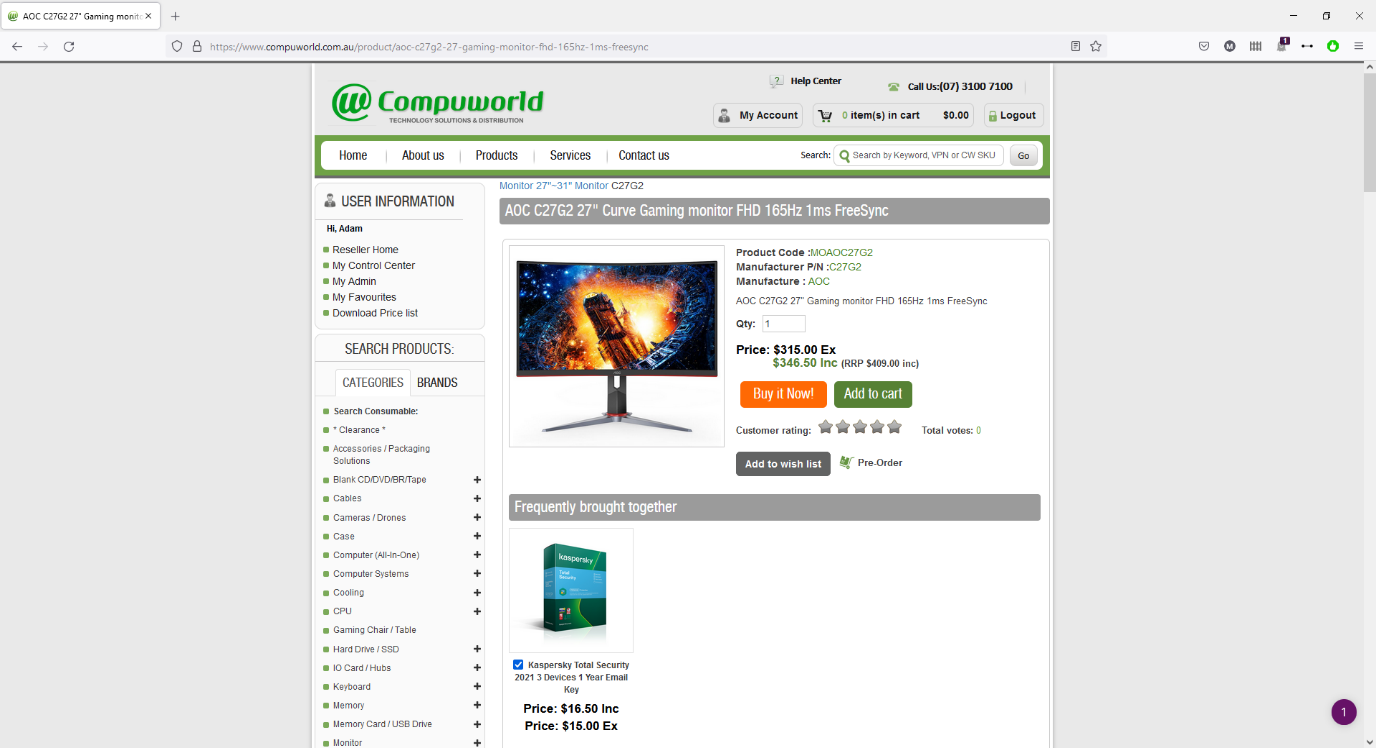 AOC C27G2 27" Gaming monito
https://www.compuworld.com.au/product/aoc-c27g2-27-gaming-monitor-fhd-165hz-1ms-freesync
M
1
Compuworld
TECHNOLOGY SOLUTIONS & DISTRIBUTION
? Help Center
Call Us:(07) 3100 7100
My Account
0 item(s) in cart $0.00
Logout
Home About us Products Services Contact us
Search: Search by Keyword, VPN or CW SKU Go
USER INFORMATION
Hi, Adam
Reseller Home
My Control Center
My Admin
My Favourites
Download Price list
SEARCH PRODUCTS:
CATEGORIES BRANDS
Search Consumable:
* Clearance *
Accessories / Packaging
Solutions
Blank CD/DVD/BR/Tape +
Cables +
Cameras / Drones +
Case +
Computer (All-In-One) +
Computer Systems +
Cooling +
CPU +
Gaming Chair / Table
Hard Drive / SSD +
IO Card / Hubs +
Keyboard +
Memory +
Memory Card / USB Drive +
Monitor +
Monitor 27"~31" Monitor C27G2
AOC C27G2 27" Curve Gaming monitor FHD 165Hz 1ms FreeSync
Product Code :MOAOC27G2
Manufacturer P/N :C27G2
Manufacture : AOC
AOC C27G2 27" Gaming monitor FHD 165Hz 1ms FreeSync
Qty: 1
Price: $315.00 Ex
$346.50 Inc (RRP $409.00 inc)
Buy it Now! Add to cart
Customer rating: Total votes: 0
Add to wish list Pre-Order
Frequently brought together
kaspersky
Total
Security
Kaspersky Total Security
2021 3 Devices 1 Year Email
Key
Price: $16.50 Inc
Price: $15.00 Ex
1